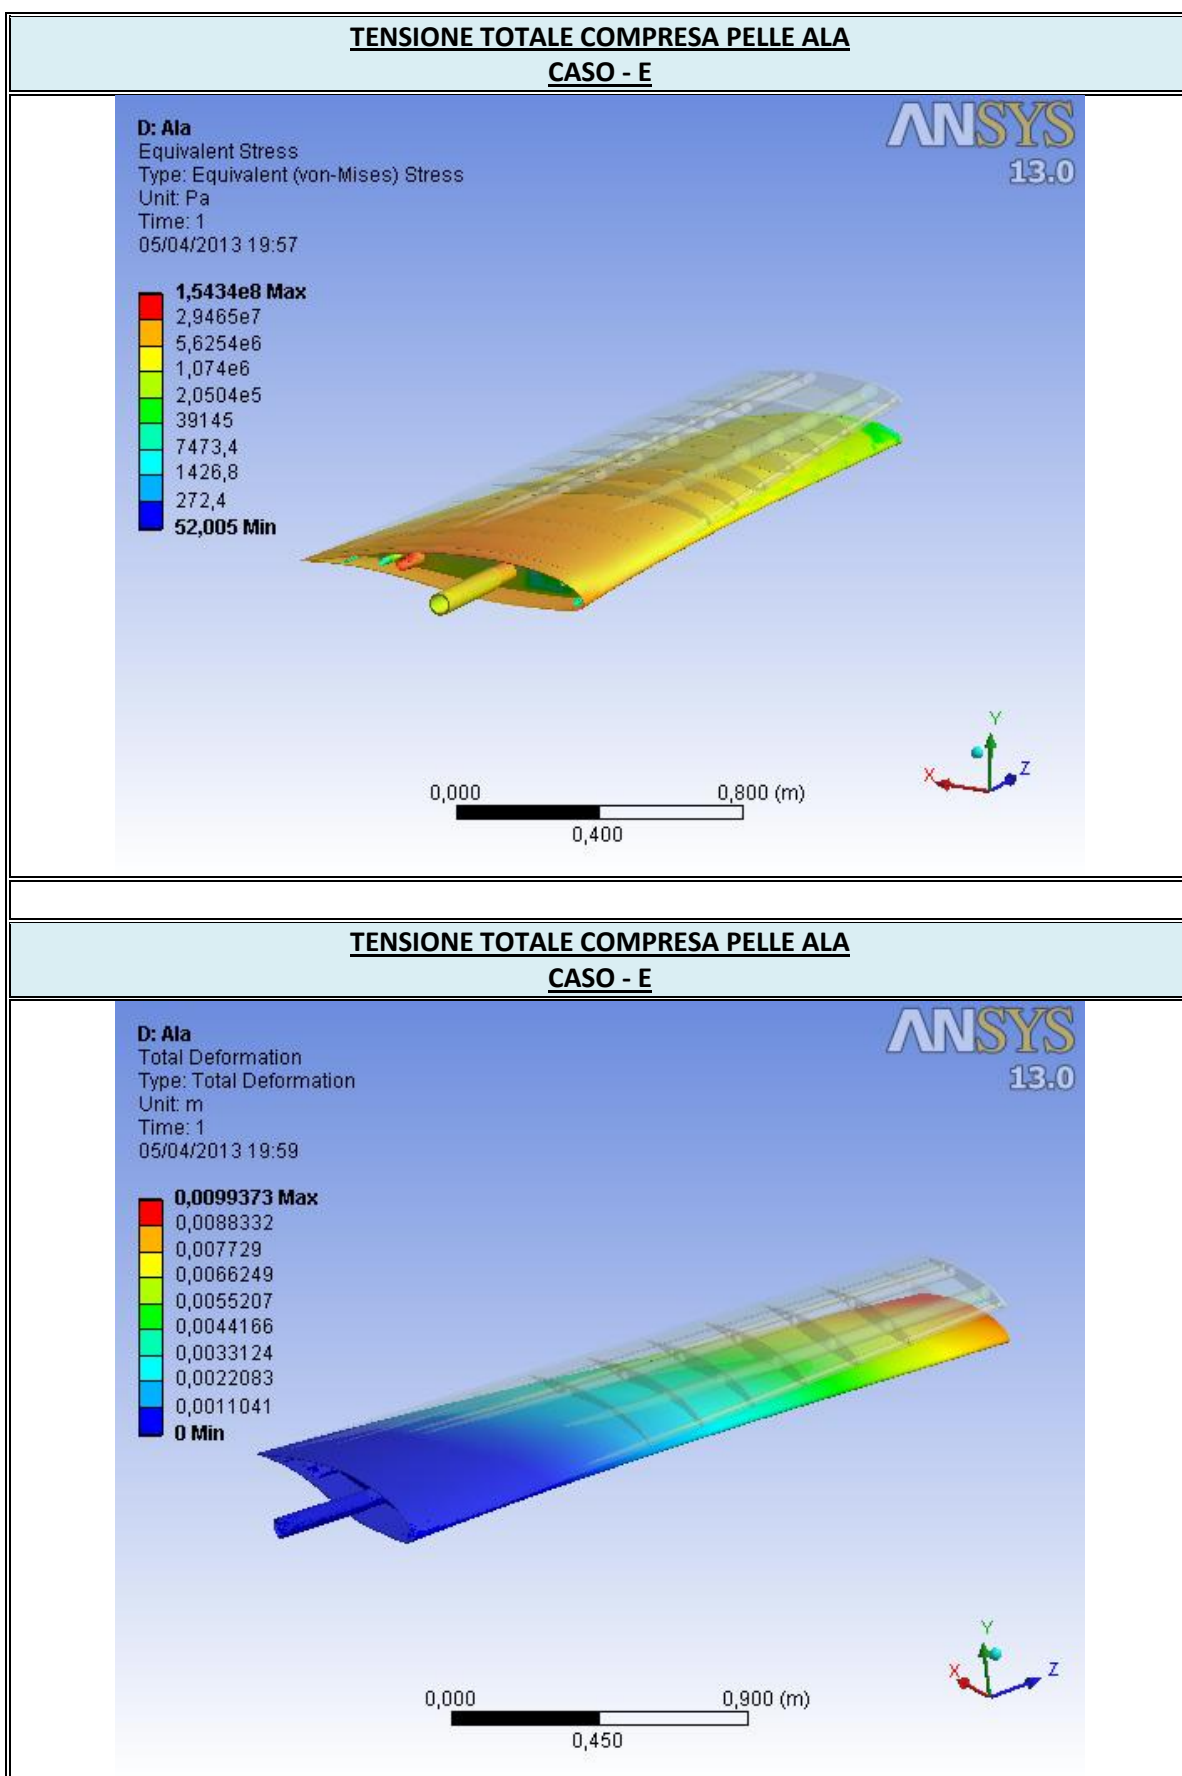 TENSIONE TOTALE COMPRESA PELLE ALA
CASO - E
ANSYS
13.0
D: Ala
Equivalent Stress
Type: Equivalent (von-Mises) Stress
Unit: Pa
Time: 1
05/04/2013 19:57
1,5434e8 Max
2,9465e7
5,6254e6
1,074e6
2,0504e5
39145
7473,4
1426,8
272,4
52,005 Min
Y
X
Z
0,000
0,800 (m)
0,400
TENSIONE TOTALE COMPRESA PELLE ALA
CASO - E
ANSYS
13.0
D: Ala
Total Deformation
Type: Total Deformation
Unit: m
Time: 1
05/04/2013 19:59
0,0099373 Max
0,0088332
0,007729
0,0066249
0,0055207
0,0044166
0,0033124
0,0022083
0,0011041
0 Min
Y
X
Z
0,000
0,900 (m)
0,450